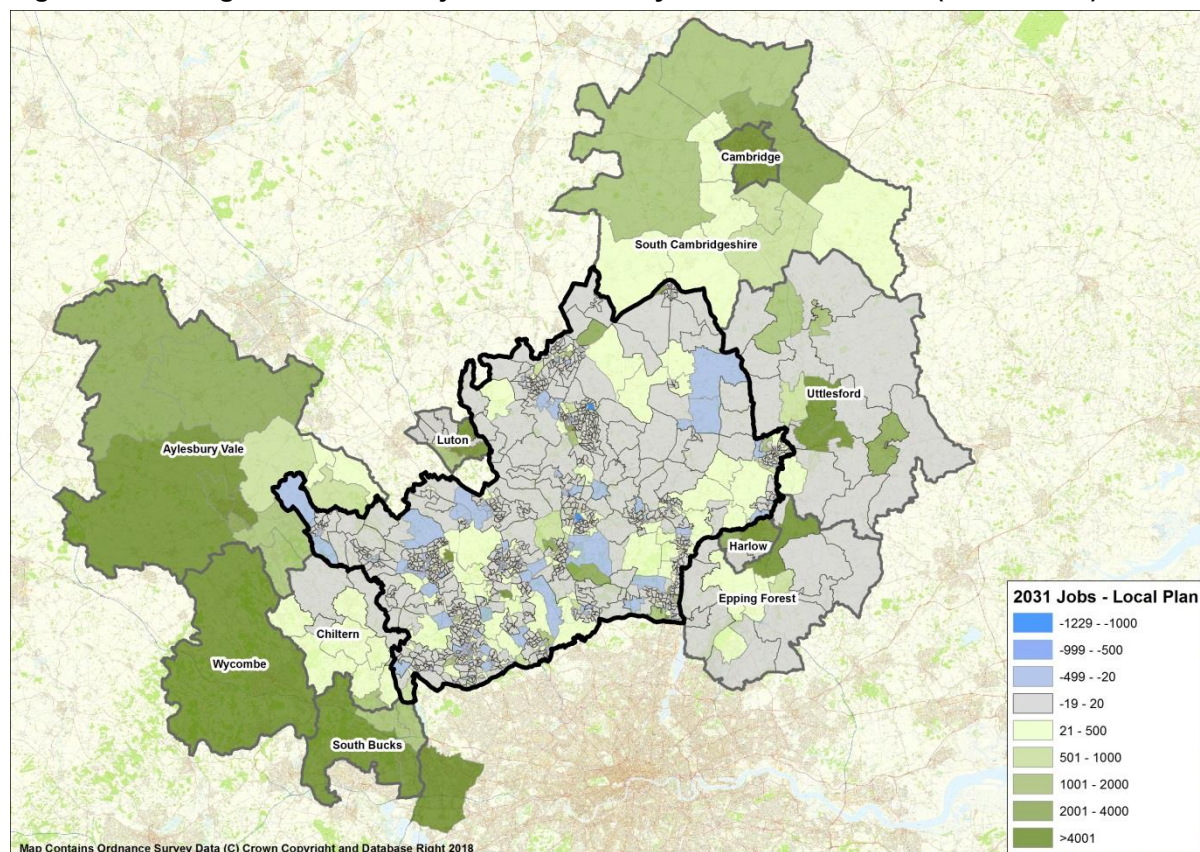 Cambridge
South Cambridgeshire
Uttlesford
Luton
Aylesbury Vale
Harlow
Epping Forest
Chiltern
Wycombe
South Bucks
2031 Jobs - Local Plan
-1229 - -1000
-999 - -500
-499 - -20
-19 - 20
21 - 500
501 - 1000
1001 - 2000
2001 - 4000
>4001
Map Contains Ordnance Survey Data (C) Crown Copyright and Database Right 2018